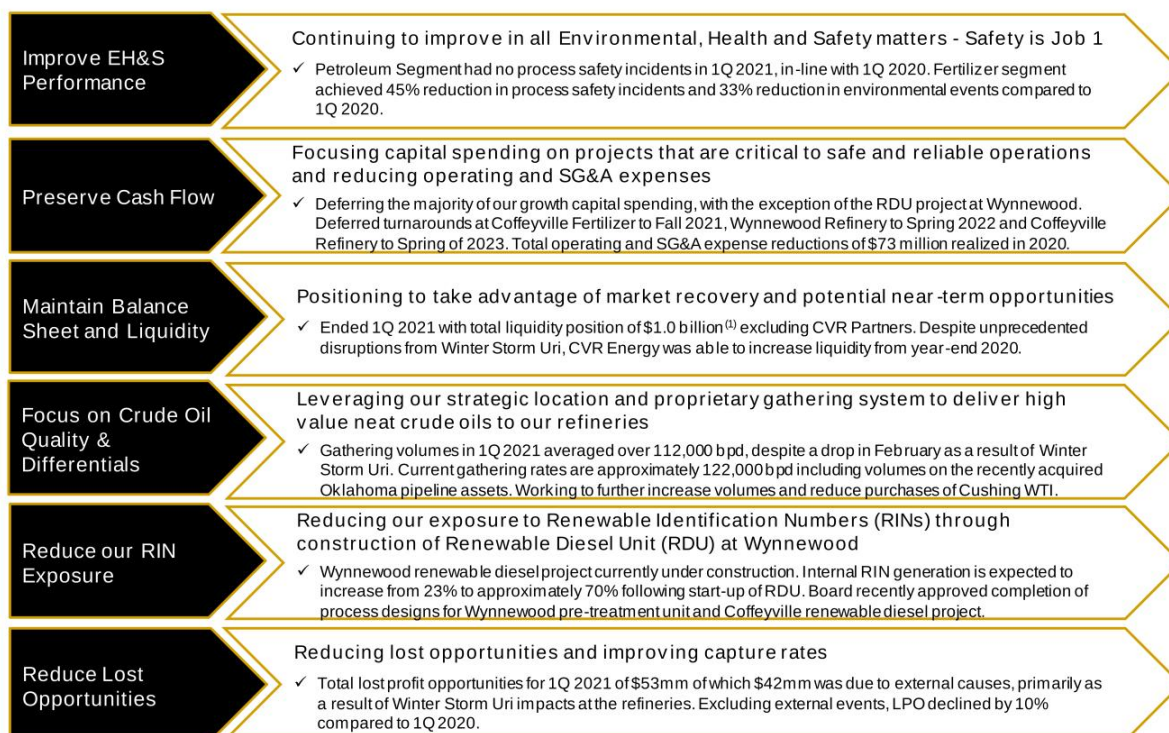 Improve EH&S
Performance
Continuing to improve in all Environmental, Health and Safety matters - Safety is Job 1
✓ Petroleum Segment had no process safety incidents in 1Q 2021, in-line with 1Q 2020. Fertilizer segment
achieved 45% reduction in process safety incidents and 33% reduction in environmental events compared to
1Q 2020.
Preserve Cash Flow
Focusing capital spending on projects that are critical to safe and reliable operations
and reducing operating and SG&A expenses
✓ Deferring the majority of our growth capital spending, with the exception of the RDU project at Wynnewood.
Deferred turnarounds at Coffeyville Fertilizer to Fall 2021, Wynnewood Refinery to Spring 2022 and Coffeyville
Refinery to Spring of 2023. Total operating and SG&A expense reductions of $73 million realized in 2020.
Maintain Balance
Sheet and Liquidity
Positioning to take advantage of market recovery and potential near-term opportunities
✓ Ended 1Q 2021 with total liquidity position of $1.0 billion(1) excluding CVR Partners. Despite unprecedented
disruptions from Winter Storm Uri, CVR Energy was able to increase liquidity from year-end 2020.
Focus on Crude Oil
Quality &
Differentials
Leveraging our strategic location and proprietary gathering system to deliver high
value neat crude oils to our refineries
✓ Gathering volumes in 1Q 2021 averaged over 112,000 bpd, despite a drop in February as a result of Winter
Storm Uri. Current gathering rates are approximately 122,000 bpd including volumes on the recently acquired
Oklahoma pipeline assets. Working to further increase volumes and reduce purchases of Cushing WTI.
Reduce our RIN
Exposure
Reducing our exposure to Renewable Identification Numbers (RINs) through
construction of Renewable Diesel Unit (RDU) at Wynnewood
✓ Wynnewood renewable diesel project currently under construction. Internal RIN generation is expected to
increase from 23% to approximately 70% following start-up of RDU. Board recently approved completion of
process designs for Wynnewood pre-treatment unit and Coffeyville renewable diesel project.
Reduce Lost
Opportunities
Reducing lost opportunities and improving capture rates
✓ Total lost profit opportunities for 1Q 2021 of $53mm of which $42mm was due to external causes, primarily as
a result of Winter Storm Uri impacts at the refineries. Excluding external events, LPO declined by 10%
compared to 1Q 2020.